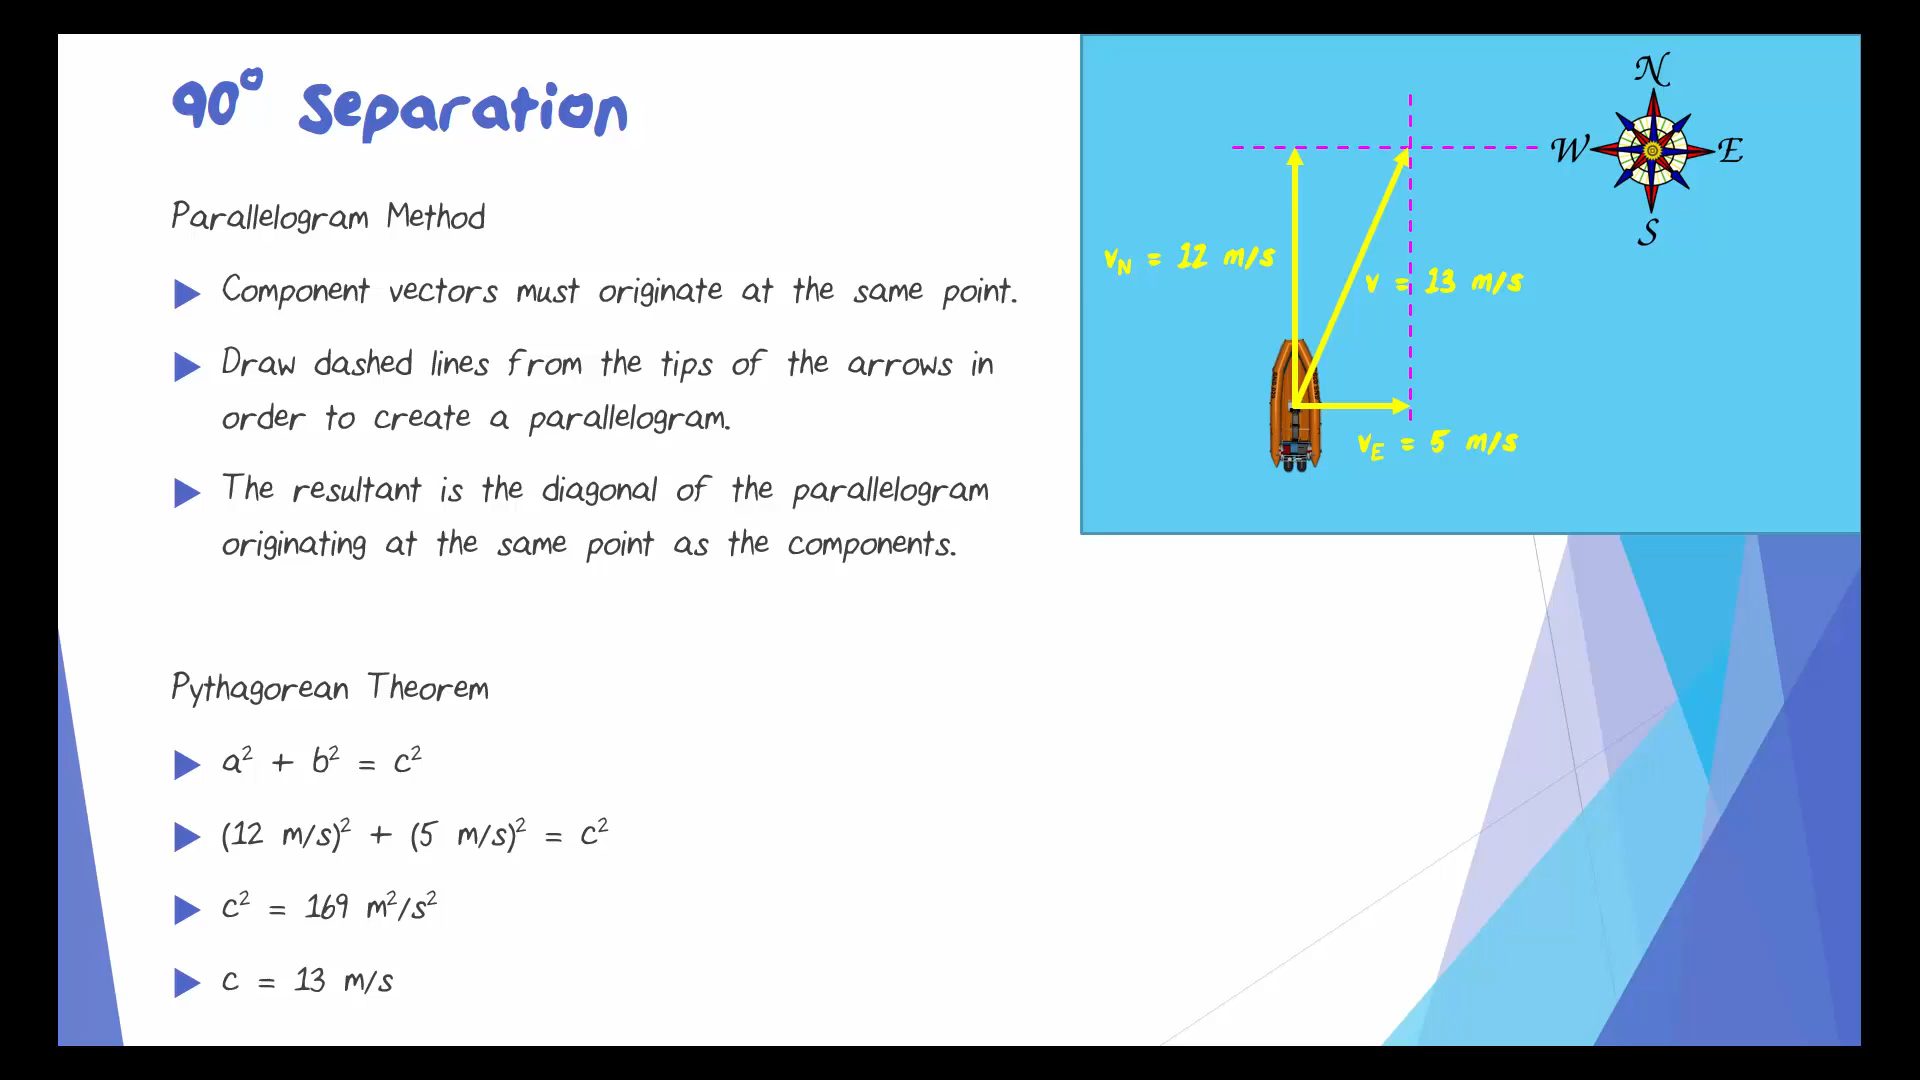 90° Separation
Parallelogram Method
Component vectors must originate at the same point.
Draw dashed lines from the tips of the arrows in
order to create a parallelogram.
The resultant is the diagonal of the parallelogram
originating at the same point as the components.
Pythagorean Theorem
a² + b² = c²
(12 m/s)² + (5 m/s)² = c²
c² = 169 m²/s²
c = 13 m/s
N
W E
S
v_N = 12 m/s
v = 13 m/s
v_E = 5 m/s